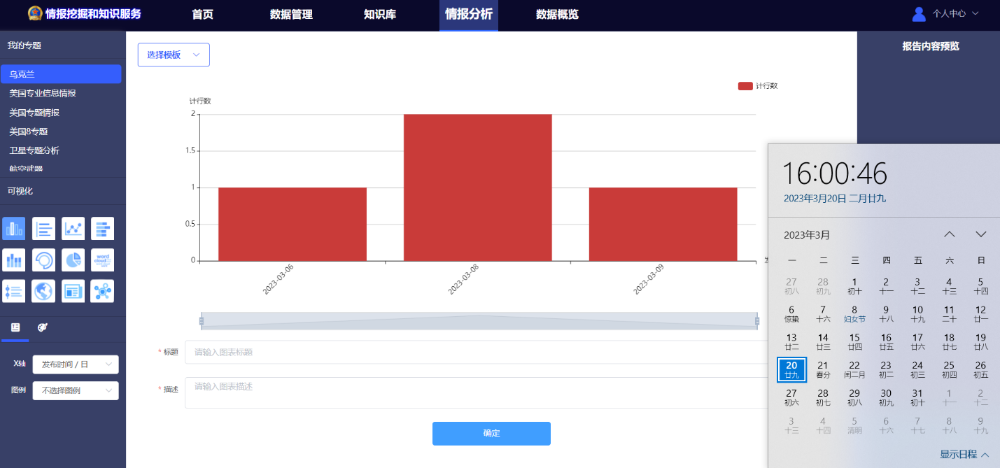 情报挖掘和知识服务 首页 数据管理 知识库 情报分析 数据概览 个人中心
我的专题
乌克兰
美国专业信息情报
美国专题情报
美国8专题
卫星专题分析
航空武器
可视化
word
cloud
X轴 发布时间 / 日
图例 不选择图例
选择模板
计行数
计行数
2
1.5
1
0.5
0
2023-03-06 2023-03-08 2023-03-09
* 标题 请输入图表标题
* 描述 请输入图表描述
确定
报告内容预览
16:00:46
2023年3月20日 二月廿九
2023年3月
一 二 三 四 五 六 日
27 28 1 2 3 4 5
初八 初九 初十 十一 十二 十三 十四
6 7 8 9 10 11 12
惊蛰 十六 妇女节 十八 十九 二十 廿一
13 14 15 16 17 18 19
廿二 廿三 廿四 廿五 廿六 廿七 廿八
20 21 22 23 24 25 26
廿九 春分 闰二月 初二 初三 初四 初五
27 28 29 30 31 1 2
初六 初七 初八 初九 初十 十一 十二
3 4 5 6 7 8 9
十三 十四 清明 十六 十七 十八 十九
显示日程